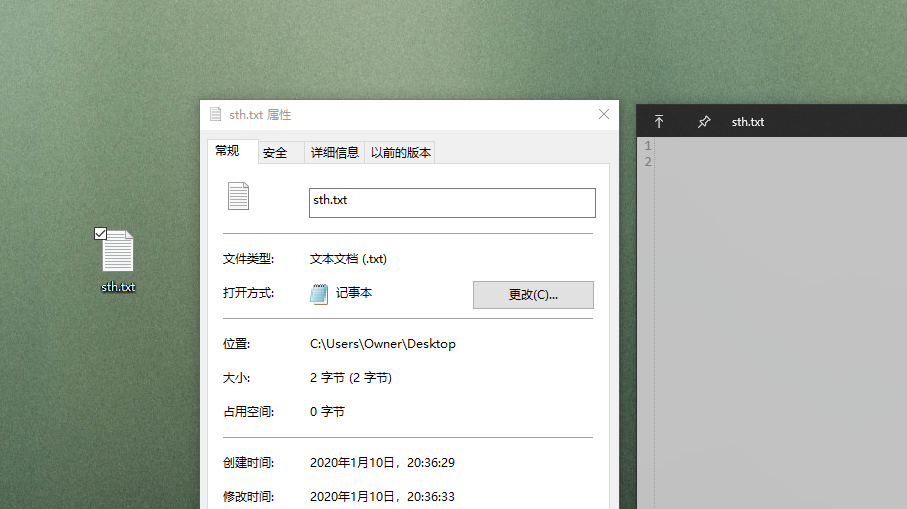 sth.txt 属性
sth.txt
1
2
常规 安全 详细信息 以前的版本
sth.txt
文件类型: 文本文档 (.txt)
打开方式: 记事本 更改(C)...
位置: C:\Users\Owner\Desktop
大小: 2 字节 (2 字节)
占用空间: 0 字节
创建时间: 2020年1月10日，20:36:29
修改时间: 2020年1月10日，20:36:33
sth.txt